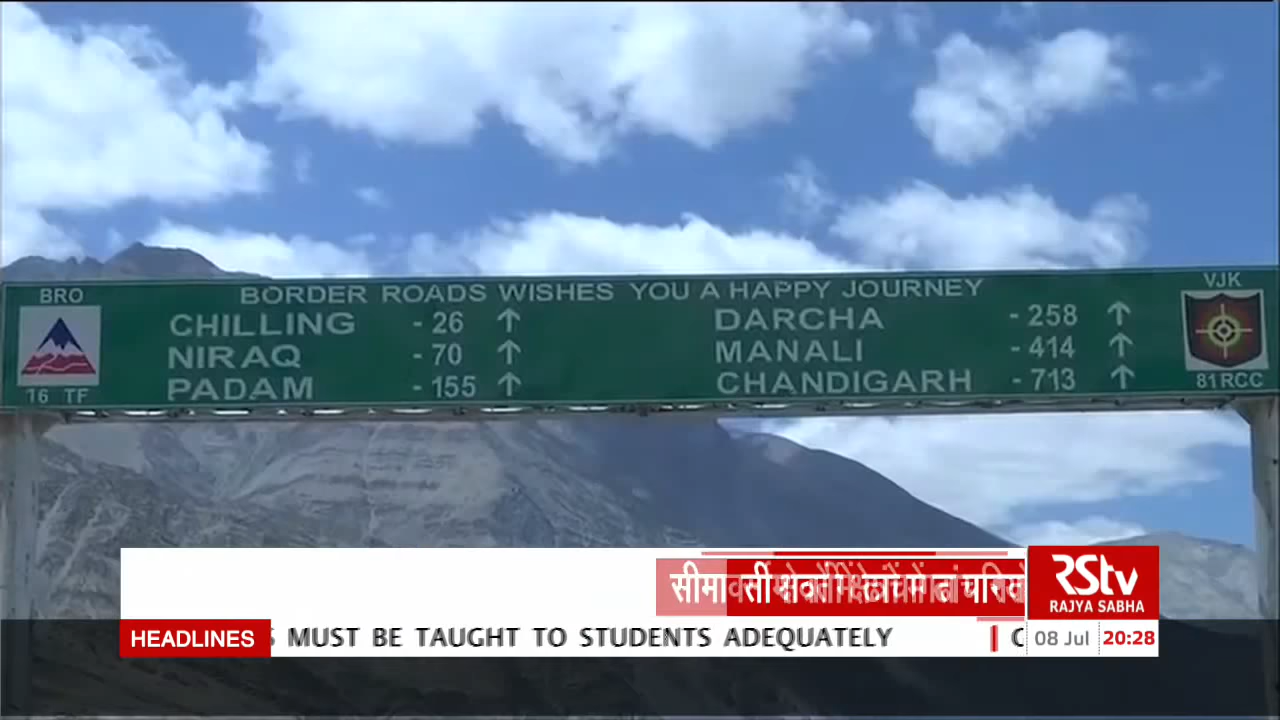 BRO
BORDER ROADS WISHES YOU A HAPPY JOURNEY
VJK
CHILLING - 26 ↑
NIRAQ - 70 ↑
PADAM - 155 ↑
DARCHA - 258 ↑
MANALI - 414 ↑
CHANDIGARH - 713 ↑
16 TF
81RCC
सीमा
RStv
RAJYA SABHA
HEADLINES
MUST BE TAUGHT TO STUDENTS ADEQUATELY
08 Jul 20:28